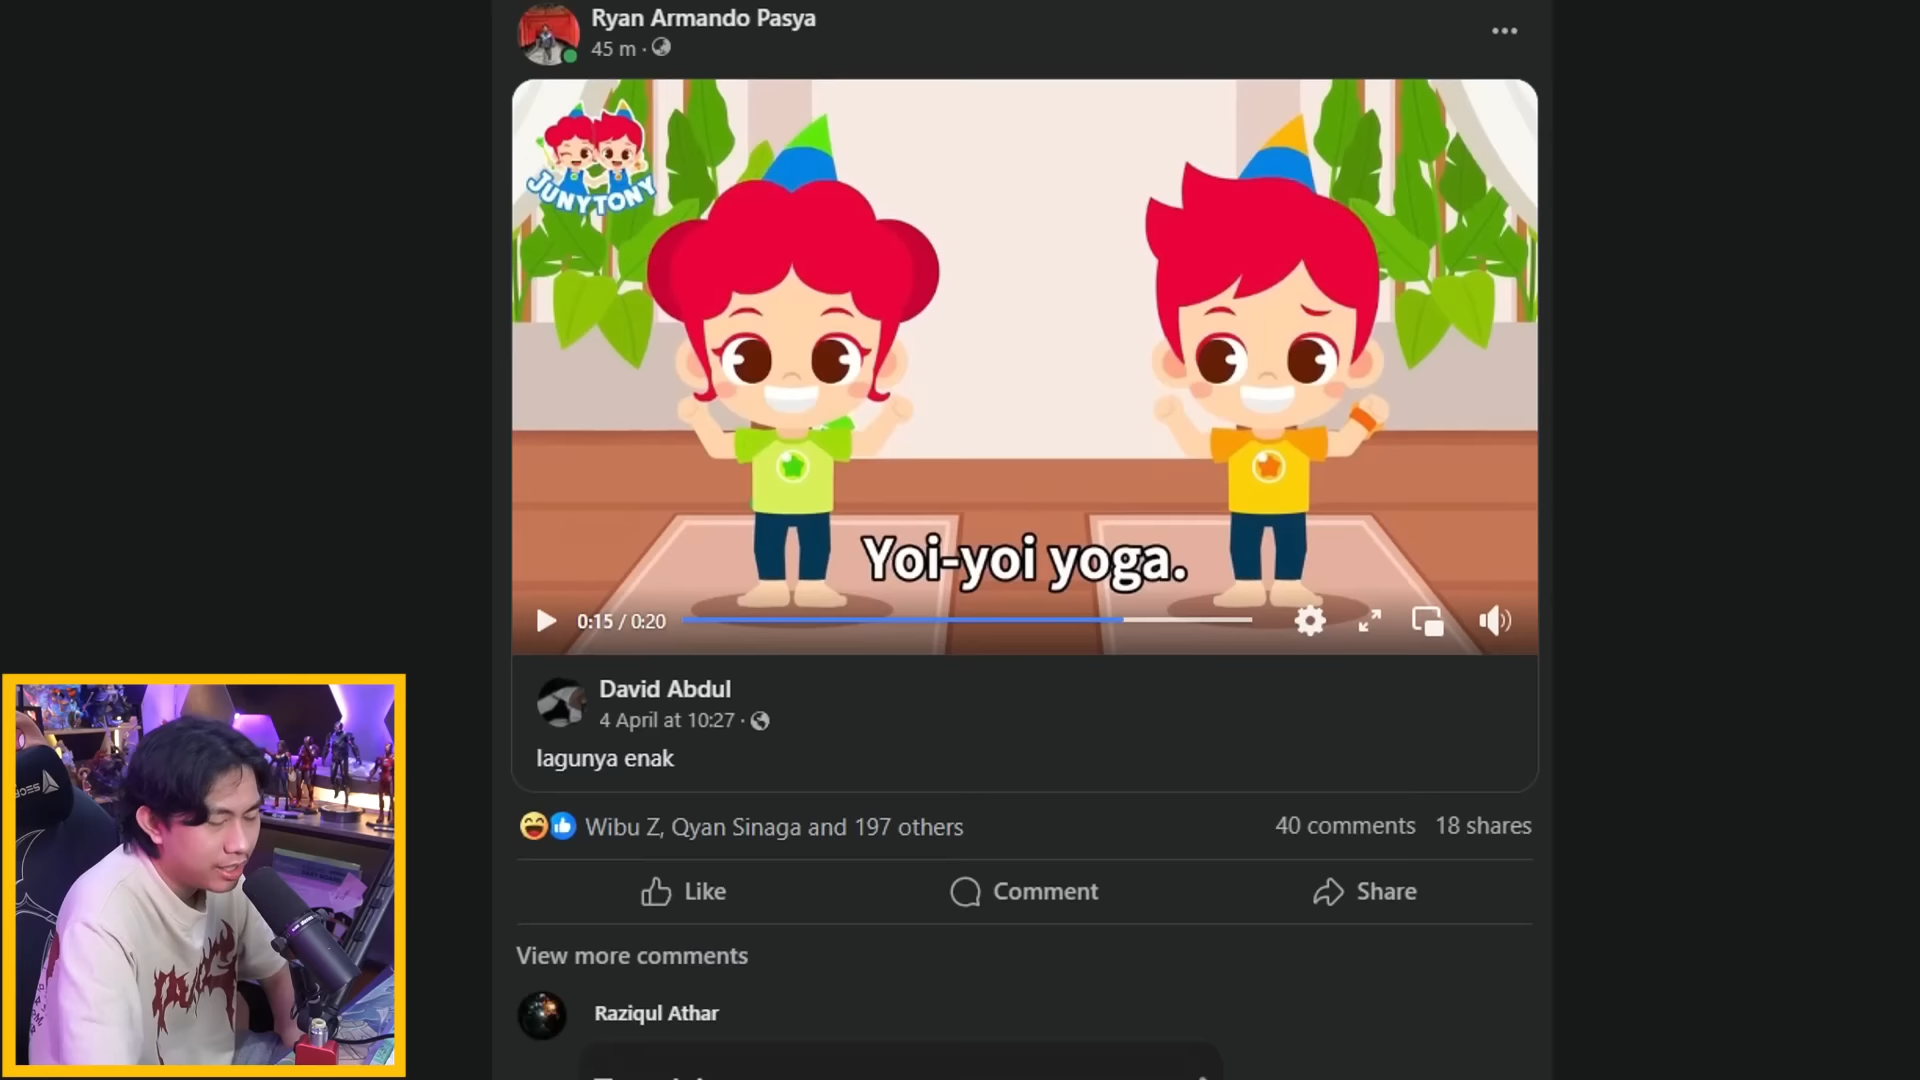 Ryan Armando Pasya
45 m ·
JUNYTONY
Yoi-yoi yoga.
0:15 / 0:20
David Abdul
4 April at 10:27 ·
lagunya enak
Wibu Z, Qyan Sinaga and 197 others
40 comments 18 shares
Like
Comment
Share
View more comments
Raziqul Athar